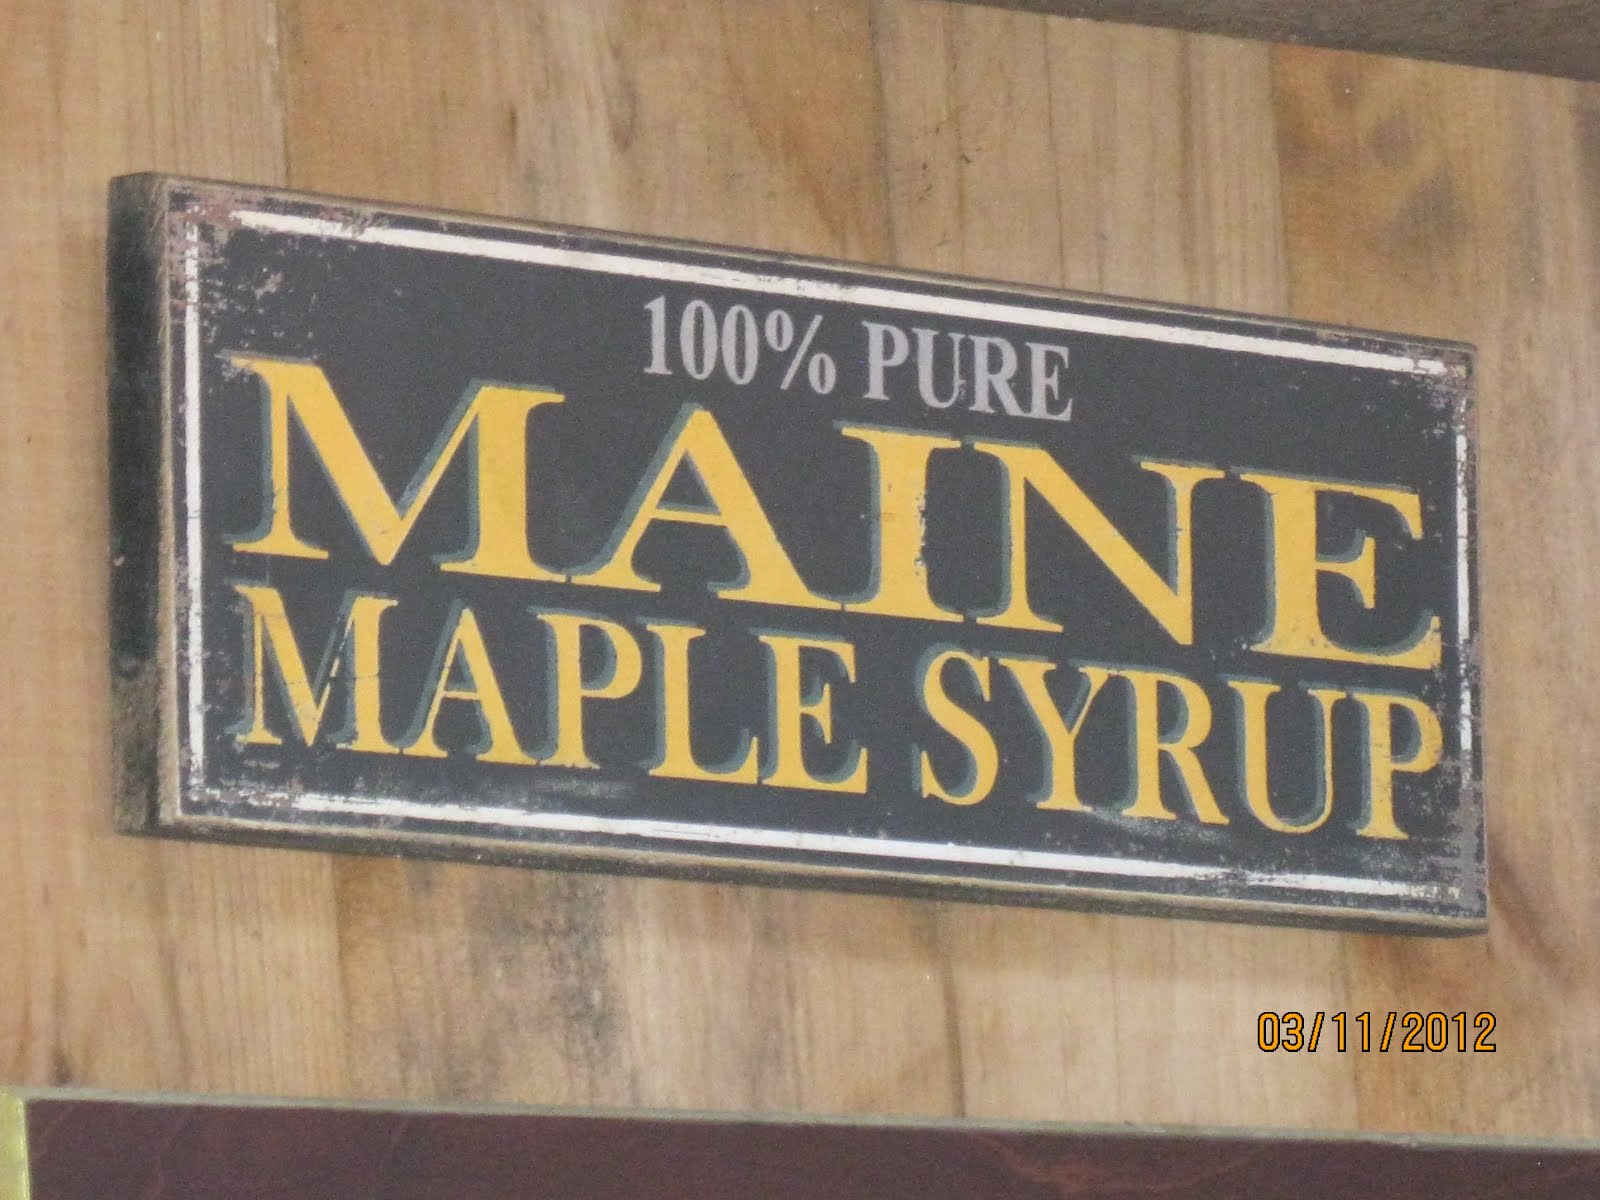 100% PURE
MAINE
MAPLE SYRUP
03/11/2012